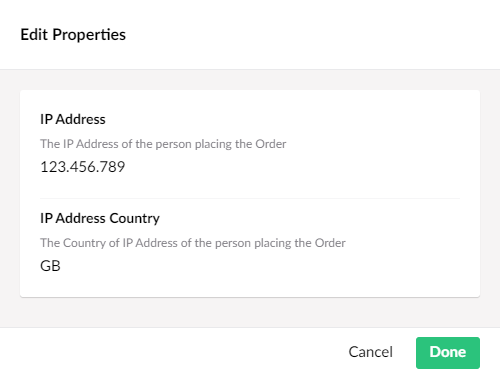 Edit Properties
IP Address
The IP Address of the person placing the Order
123.456.789
IP Address Country
The Country of IP Address of the person placing the Order
GB
Cancel
Done